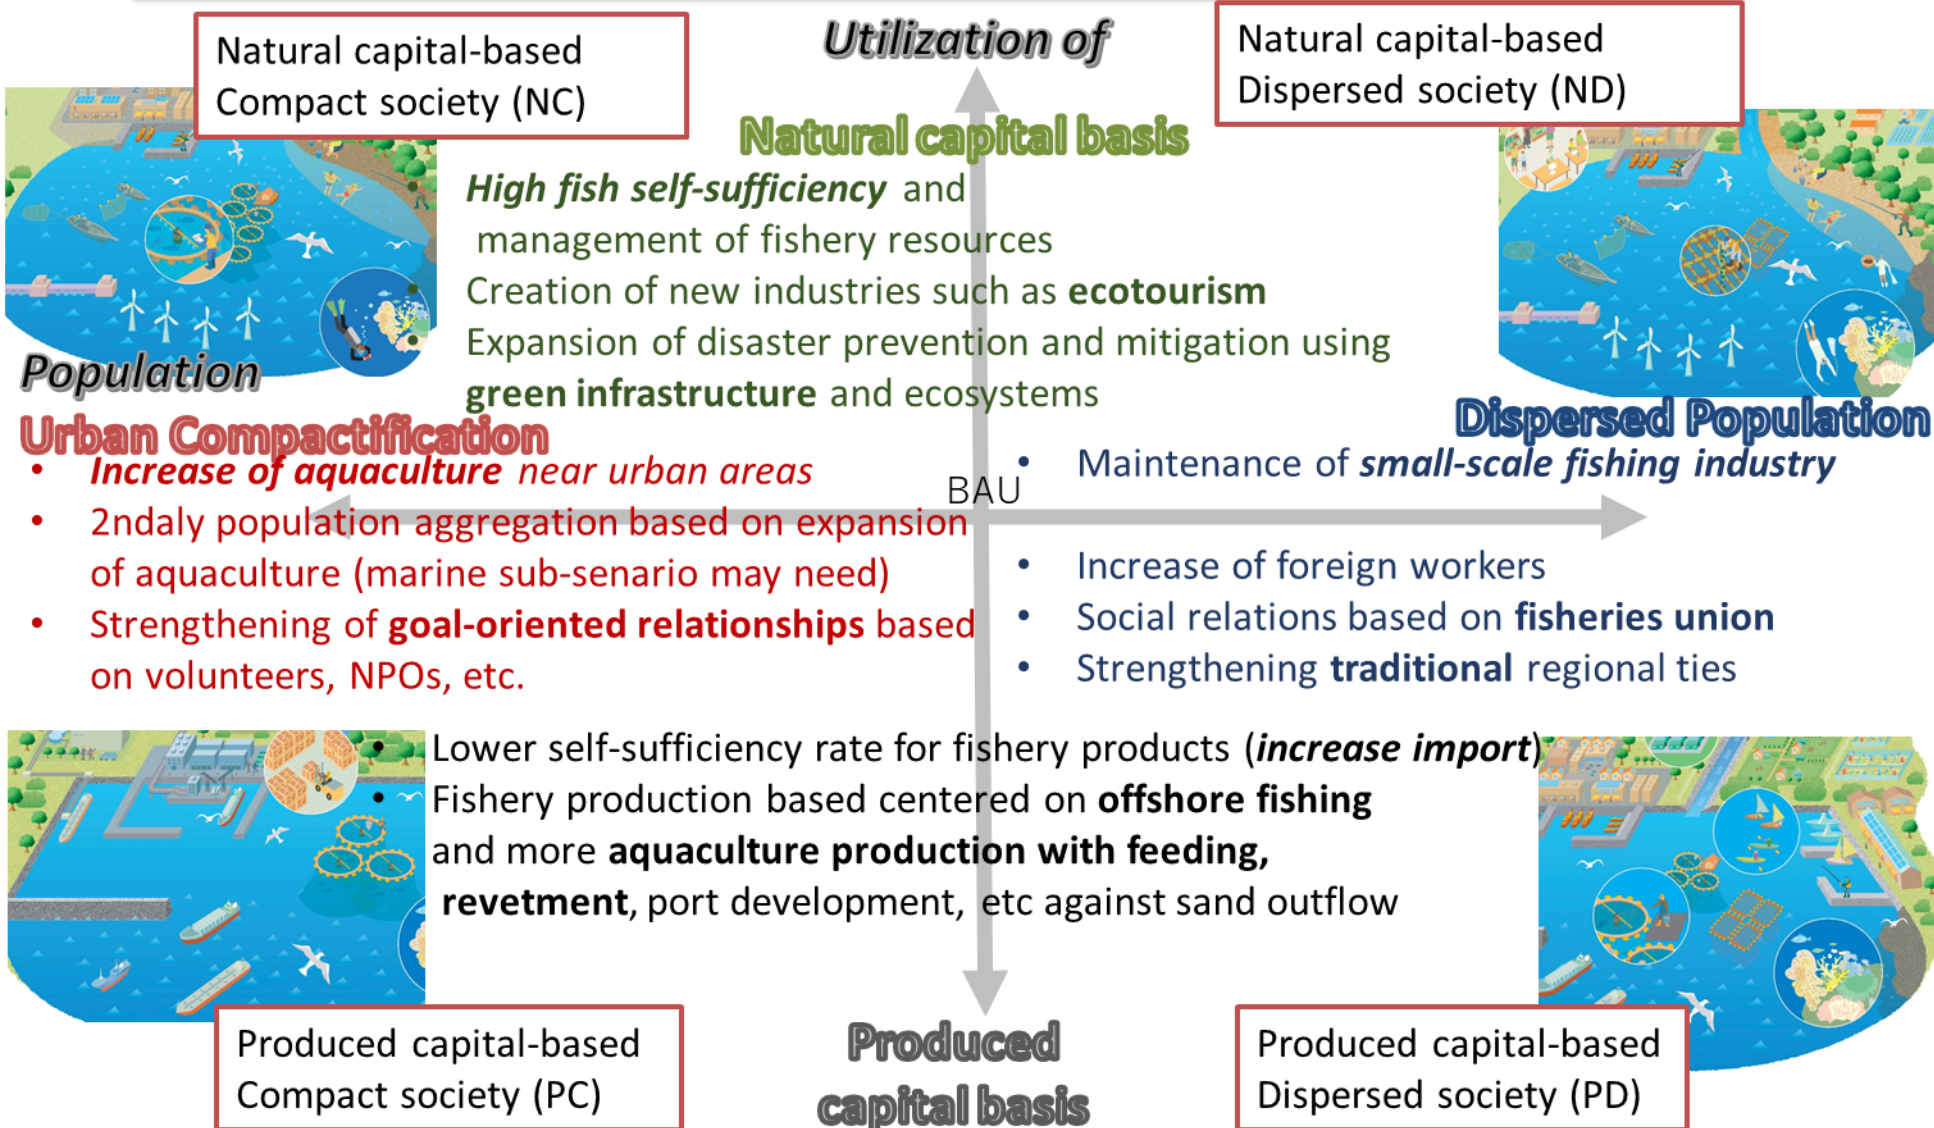 Natural capital-based
Compact society (NC)
Utilization of
Natural capital basis
Natural capital-based
Dispersed society (ND)
High fish self-sufficiency and
management of fishery resources
Creation of new industries such as ecotourism
Expansion of disaster prevention and mitigation using
green infrastructure and ecosystems
Population
Urban Compactification
• Increase of aquaculture near urban areas
• 2ndaly population aggregation based on expansion
of aquaculture (marine sub-senario may need)
• Strengthening of goal-oriented relationships based
on volunteers, NPOs, etc.
BAU
Dispersed Population
• Maintenance of small-scale fishing industry
• Increase of foreign workers
• Social relations based on fisheries union
• Strengthening traditional regional ties
• Lower self-sufficiency rate for fishery products (increase import)
• Fishery production based centered on offshore fishing
and more aquaculture production with feeding,
revetment, port development, etc against sand outflow
Produced capital-based
Compact society (PC)
Produced
capital basis
Produced capital-based
Dispersed society (PD)